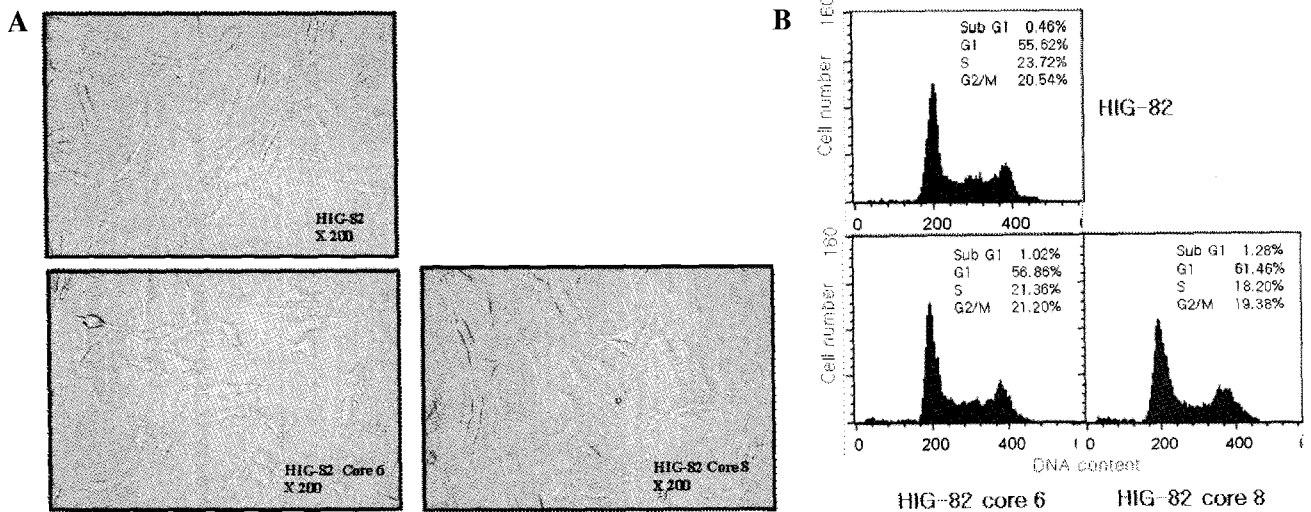 A
HIG-82
X 200
HIG-82 Core 6
X 200
HIG-82 Core 8
X 200
B
Cell number
160
Sub G1 0.46%
G1 55.62%
S 23.72%
G2/M 20.54%
0 200 400
HIG-82
Cell number
160
Sub G1 1.02%
G1 56.86%
S 21.36%
G2/M 21.20%
0 200 400
Sub G1 1.28%
G1 61.46%
S 18.20%
G2/M 19.38%
0 200 400
DNA content
HIG-82 core 6
HIG-82 core 8